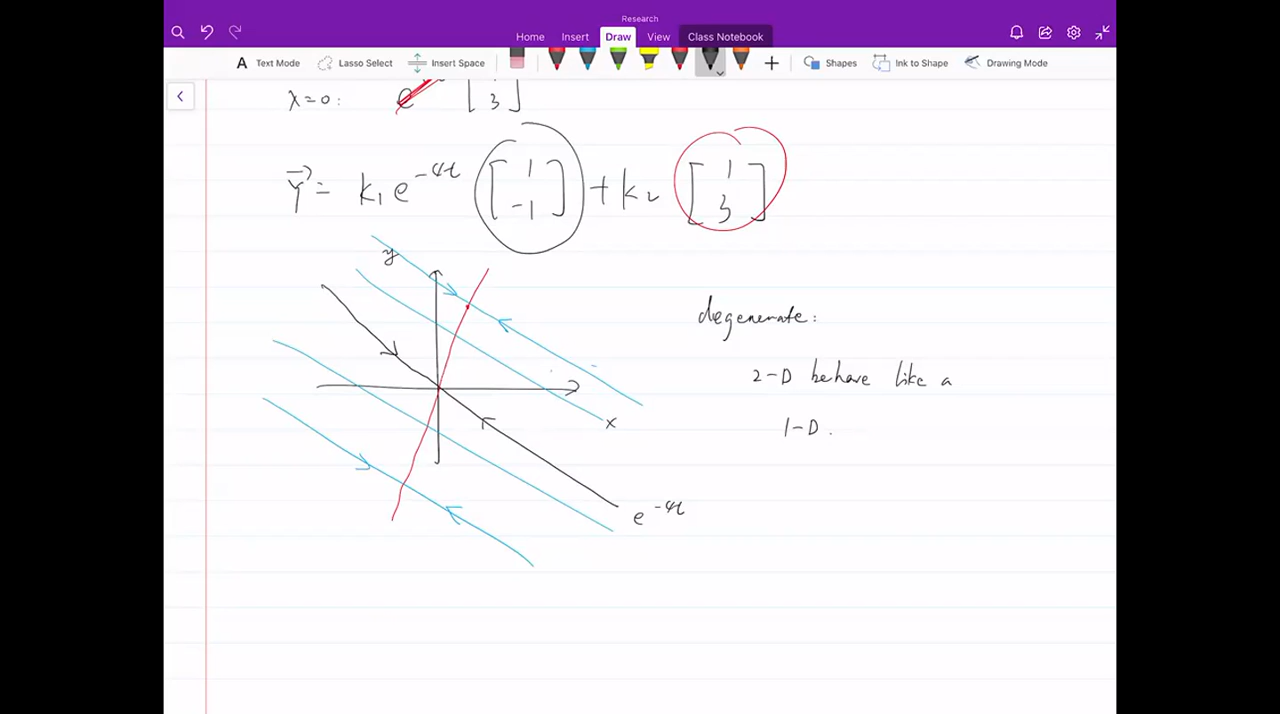 Research
Home Insert Draw View Class Notebook
Text Mode Lasso Select Insert Space Shapes Ink to Shape Drawing Mode
λ=0: e [ 3 ]
Y⃗ = k₁e^{-4t} [1 -1] + k₂ [1 3]
y
degenerate:
2-D behave like a
1-D.
x
e^{-4t}